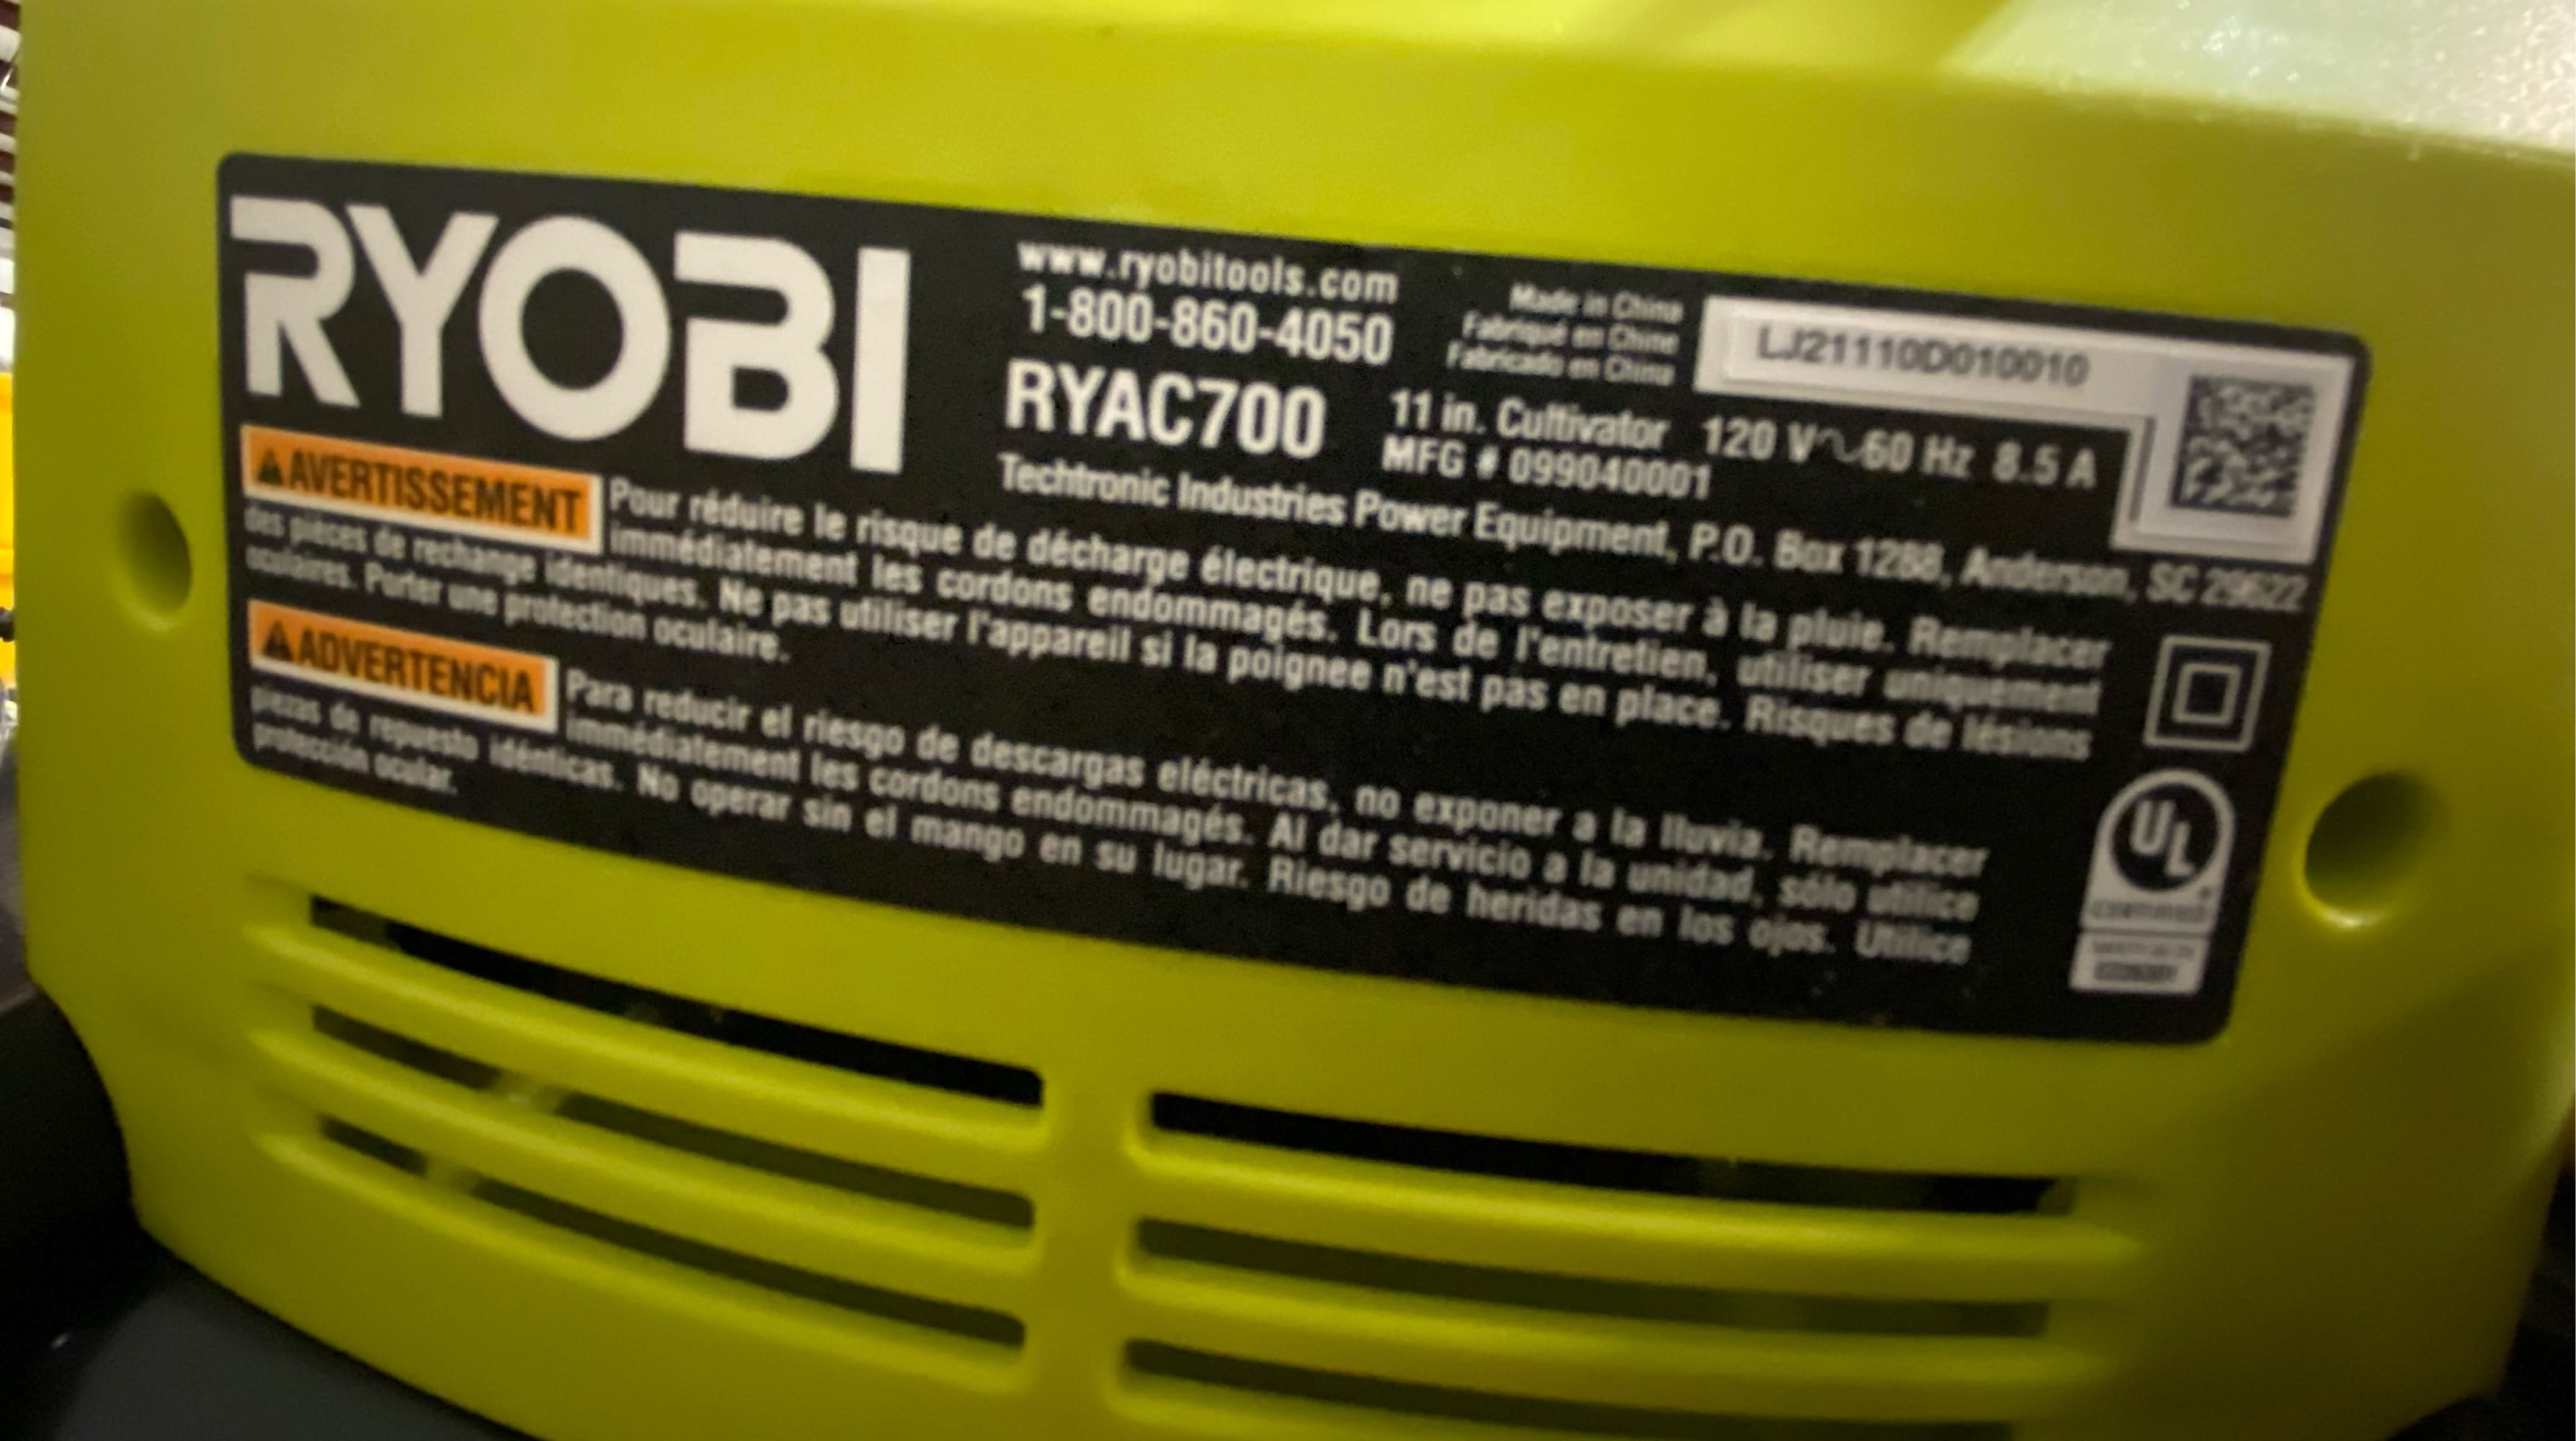 RYOBI
www.ryobitools.com
1-800-860-4050
Made in China
Fabriqué en Chine
Fabricado en China
LJ21110D010010
RYAC700
11 in. Cultivator 120 V~60 Hz 8.5 A
MFG # 099040001
Techtronic Industries Power Equipment, P.O. Box 1288, Anderson, SC 29622
AVERTISSEMENT Pour réduire le risque de décharge électrique, ne pas exposer à la pluie. Remplacer
immédiatement les cordons endommagés. Lors de l'entretien, utiliser uniquement
des pièces de rechange identiques. Ne pas utiliser l'appareil si la poignee n'est pas en place. Risques de lésions
oculaires. Porter une protection oculaire.
ADVERTENCIA Para reducir el riesgo de descargas eléctricas, no exponer a la lluvia. Remplacer
immédiatement les cordons endommagés. Al dar servicio a la unidad, sólo utilice
piezas de repuesto idénticas. No operar sin el mango en su lugar. Riesgo de heridas en los ojos. Utilice
protección ocular.
UL
CERTIFIED